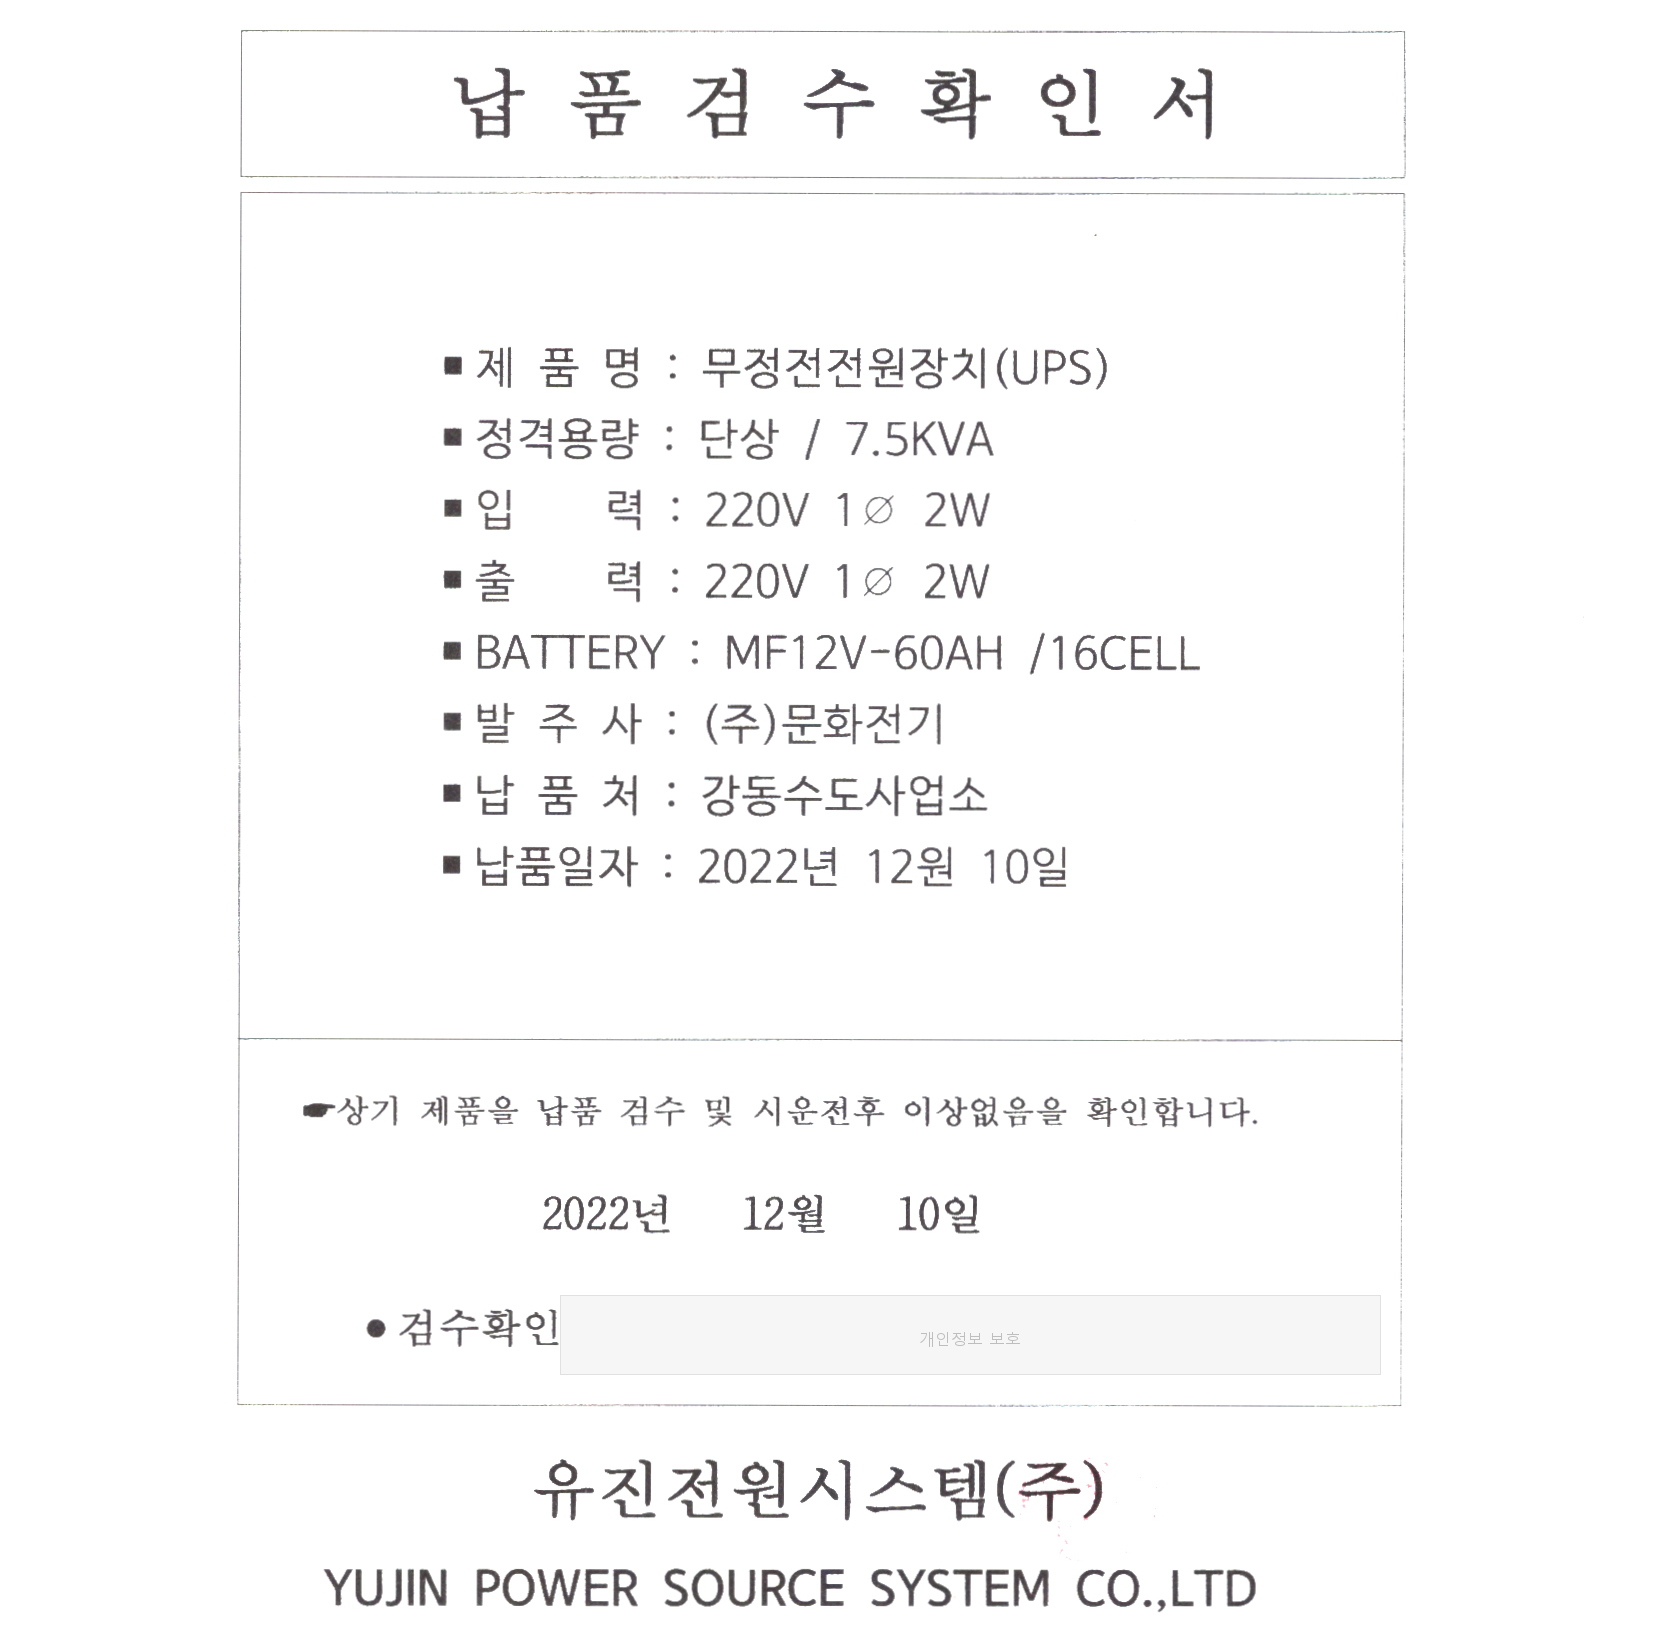 납 품 검 수 확 인 서
■ 제 품 명 : 무정전전원장치(UPS)
■ 정격용량 : 단상 / 7.5KVA
■ 입 력 : 220V 1∅ 2W
■ 출 력 : 220V 1∅ 2W
■ BATTERY : MF12V-60AH /16CELL
■ 발 주 사 : (주)문화전기
■ 납 품 처 : 강동수도사업소
■ 납품일자 : 2022년 12월 10일
☛상기 제품을 납품 검수 및 시운전후 이상없음을 확인합니다.
2022년 12월 10일
● 검수확인 개인정보 보호
유진전원시스템(주)
YUJIN POWER SOURCE SYSTEM CO.,LTD